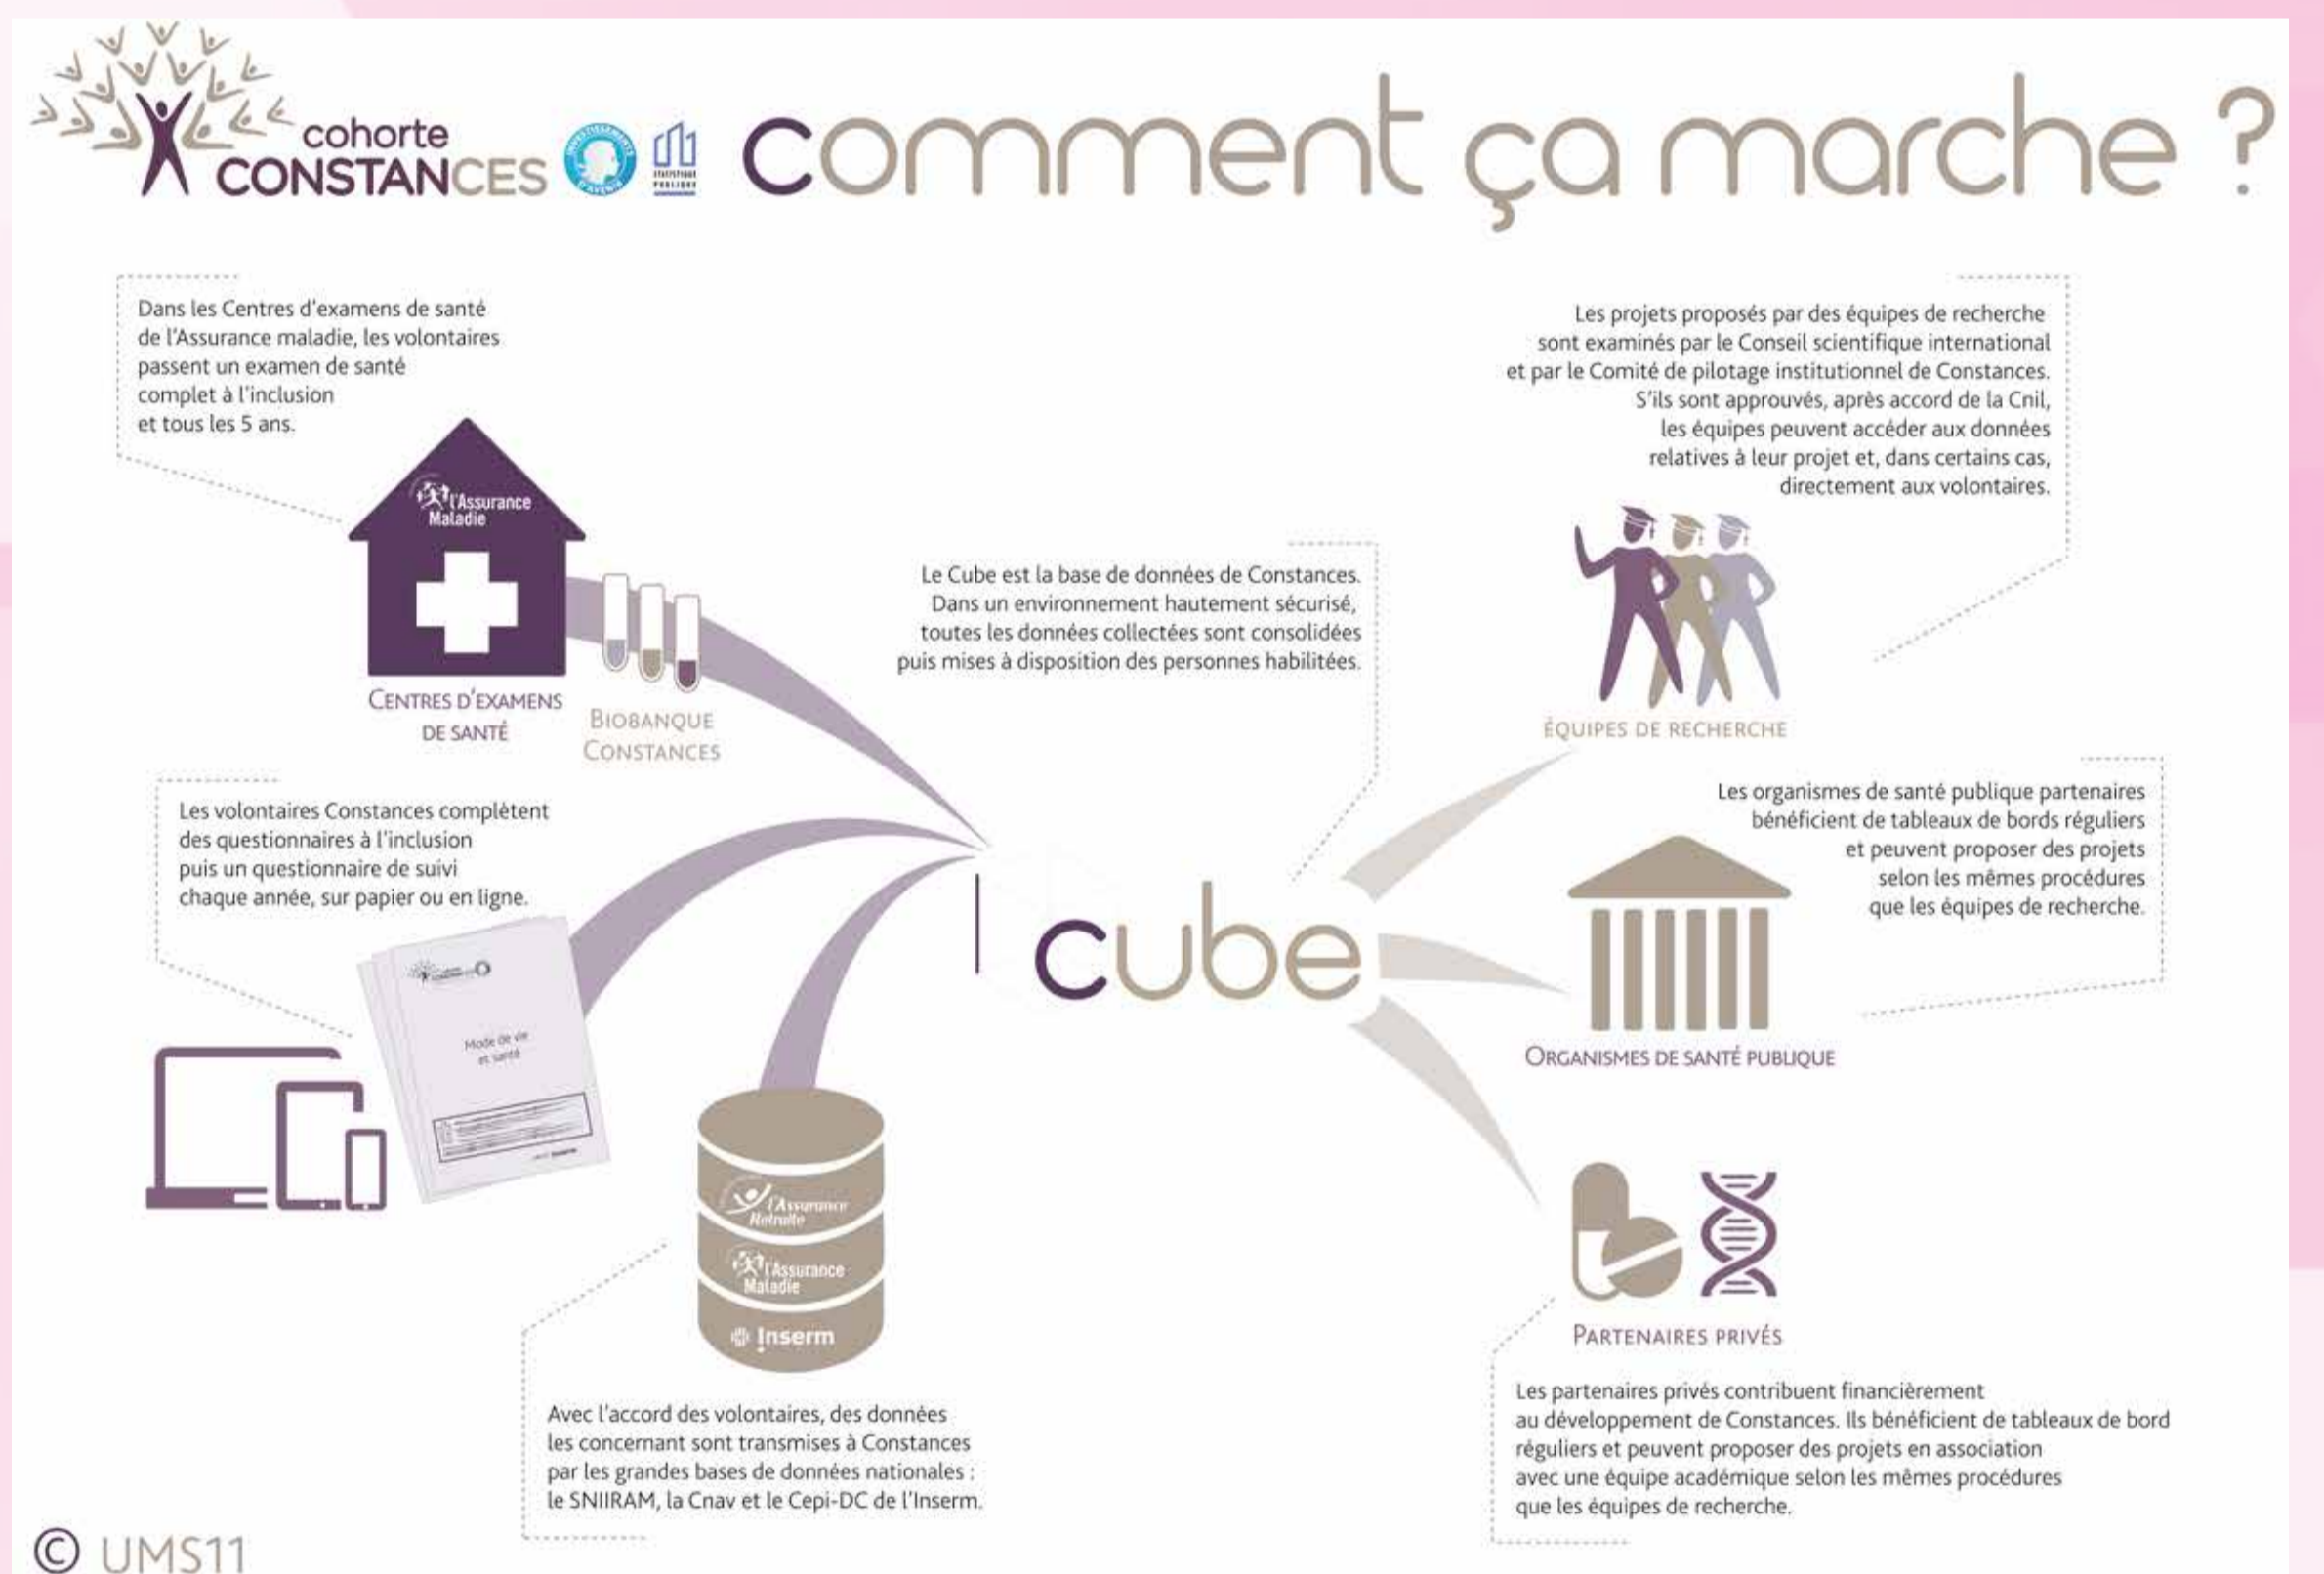 cohorte
CONSTANCES
INVESTISSEMENTS
D'AVENIR
STATISTIQUE
PUBLIQUE
comment ça marche ?
Dans les Centres d'examens de santé
de l'Assurance maladie, les volontaires
passent un examen de santé
complet à l'inclusion
et tous les 5 ans.
l'Assurance
Maladie
CENTRES D'EXAMENS
DE SANTÉ
BIOBANQUE
CONSTANCES
Les volontaires Constances complètent
des questionnaires à l'inclusion
puis un questionnaire de suivi
chaque année, sur papier ou en ligne.
Mode de vie
et santé
l'Assurance
Retraite
l'Assurance
Maladie
Inserm
Avec l'accord des volontaires, des données
les concernant sont transmises à Constances
par les grandes bases de données nationales :
le SNIIRAM, la Cnav et le Cepi-DC de l'Inserm.
Le Cube est la base de données de Constances.
Dans un environnement hautement sécurisé,
toutes les données collectées sont consolidées
puis mises à disposition des personnes habilitées.
cube
Les projets proposés par des équipes de recherche
sont examinés par le Conseil scientifique international
et par le Comité de pilotage institutionnel de Constances.
S'ils sont approuvés, après accord de la Cnil,
les équipes peuvent accéder aux données
relatives à leur projet et, dans certains cas,
directement aux volontaires.
ÉQUIPES DE RECHERCHE
Les organismes de santé publique partenaires
bénéficient de tableaux de bords réguliers
et peuvent proposer des projets
selon les mêmes procédures
que les équipes de recherche.
ORGANISMES DE SANTÉ PUBLIQUE
PARTENAIRES PRIVÉS
Les partenaires privés contribuent financièrement
au développement de Constances. Ils bénéficient de tableaux de bord
réguliers et peuvent proposer des projets en association
avec une équipe académique selon les mêmes procédures
que les équipes de recherche.
© UMS11